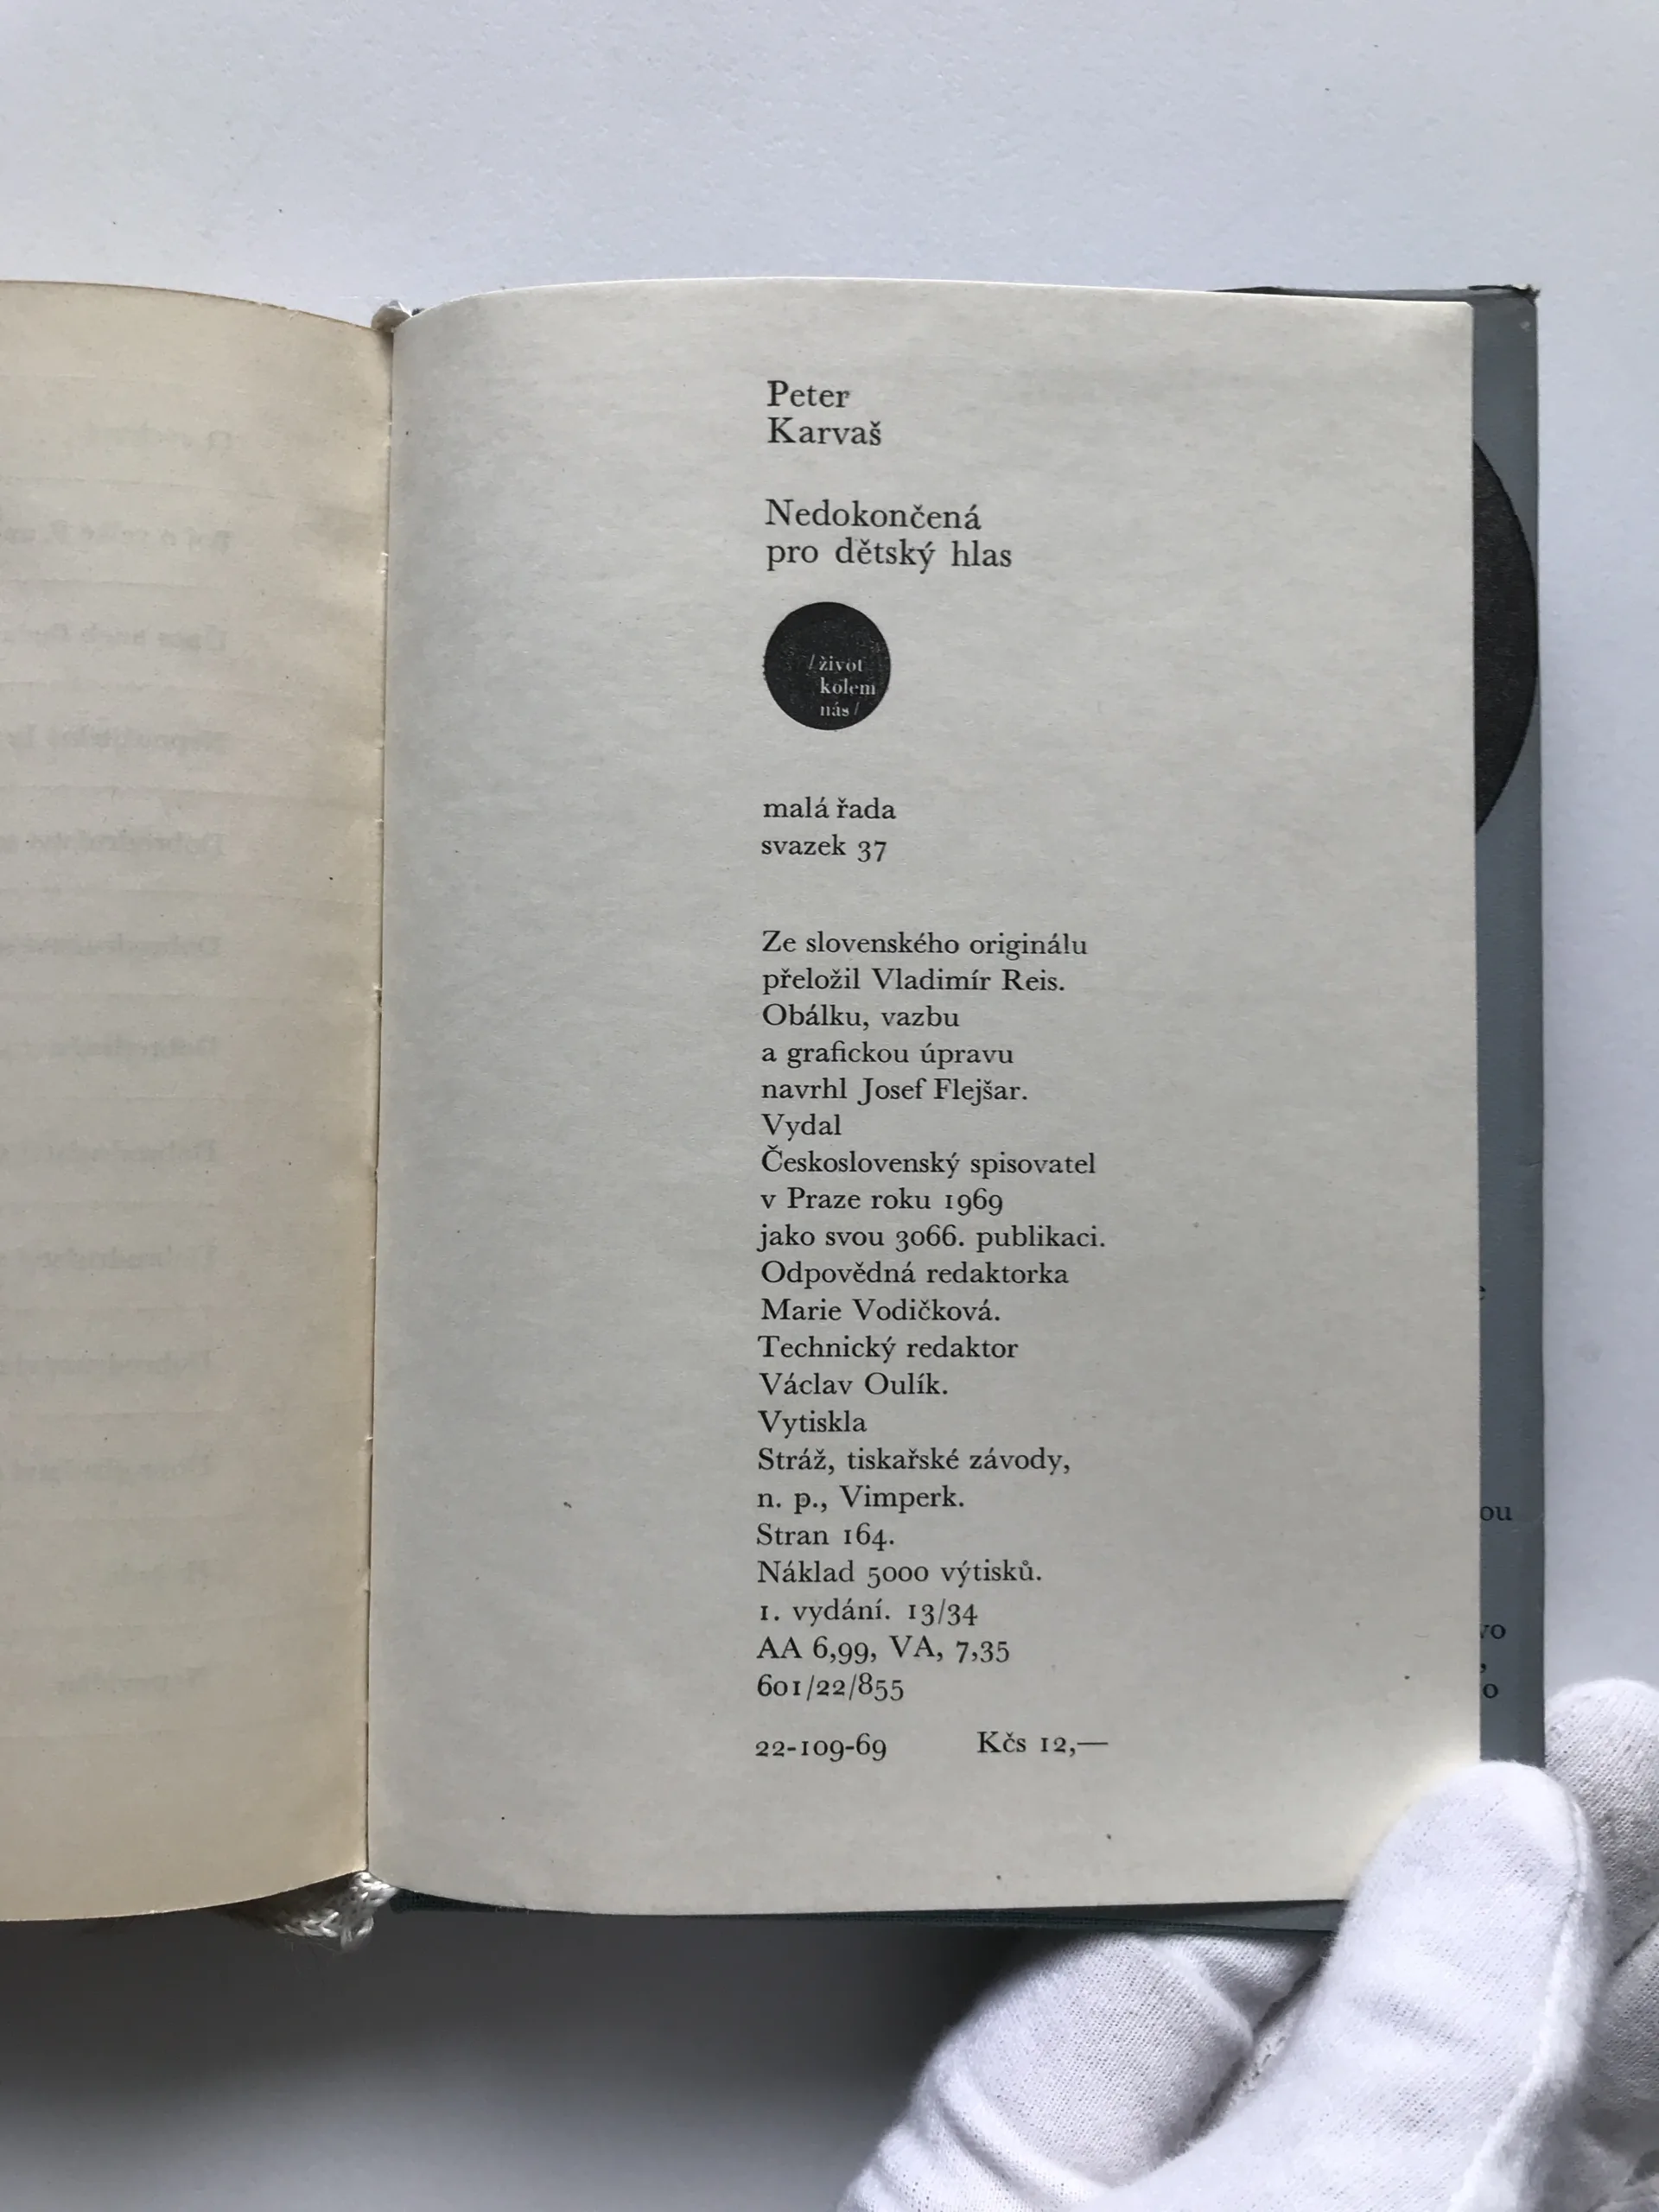 Peter
Karvaš
Nedokončená
pro dětský hlas
/život
kolem
nás/
malá řada
svazek 37
Ze slovenského originálu
přeložil Vladimír Reis.
Obálku, vazbu
a grafickou úpravu
navrhl Josef Flejšar.
Vydal
Československý spisovatel
v Praze roku 1969
jako svou 3066. publikaci.
Odpovědná redaktorka
Marie Vodičková.
Technický redaktor
Václav Oulík.
Vytiskla
Stráž, tiskařské závody,
n. p., Vimperk.
Stran 164.
Náklad 5000 výtisků.
1. vydání. 13/34
AA 6,99, VA, 7,35
601/22/855
22-109-69 Kčs 12,—